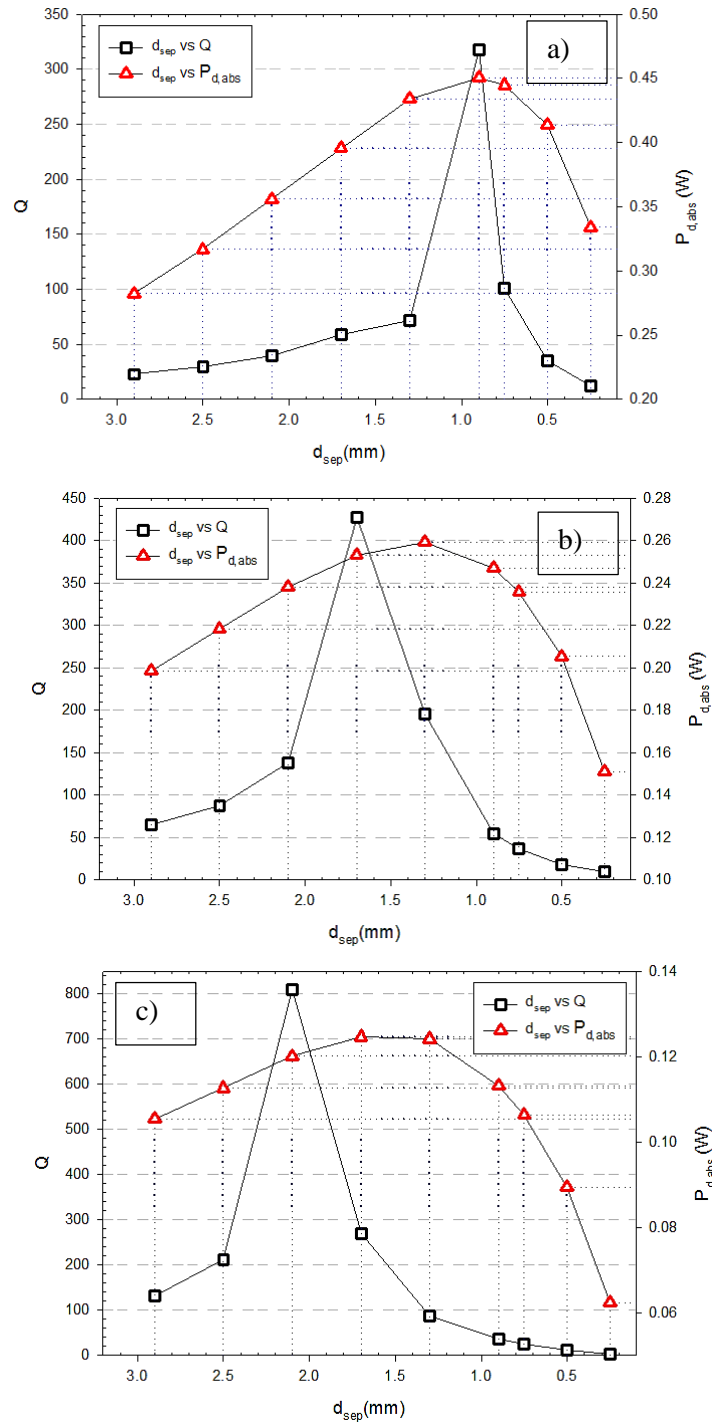 350
300
250
200
150
100
50
0
Q
d_sep vs Q
d_sep vs P_d,abs
a)
0.50
0.45
0.40
0.35
0.30
0.25
0.20
P_d,abs (W)
3.0 2.5 2.0 1.5 1.0 0.5
d_sep(mm)
450
400
350
300
250
200
150
100
50
0
Q
d_sep vs Q
d_sep vs P_d,abs
b)
0.28
0.26
0.24
0.22
0.20
0.18
0.16
0.14
0.12
0.10
P_d,abs (W)
3.0 2.5 2.0 1.5 1.0 0.5
d_sep(mm)
800
700
600
500
400
300
200
100
0
Q
c)
d_sep vs Q
d_sep vs P_d,abs
0.14
0.12
0.10
0.08
0.06
P_d,abs (W)
3.0 2.5 2.0 1.5 1.0 0.5
d_sep(mm)